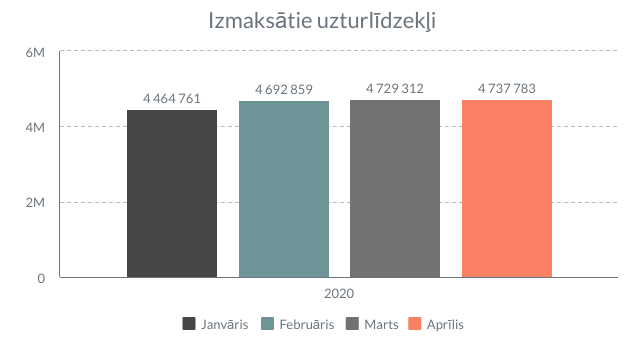 Izmaksātie uzturlīdzekļi
6M
4 464 761
4 692 859
4 729 312
4 737 783
4M
2M
0
2020
Janvāris
Februāris
Marts
Aprīlis